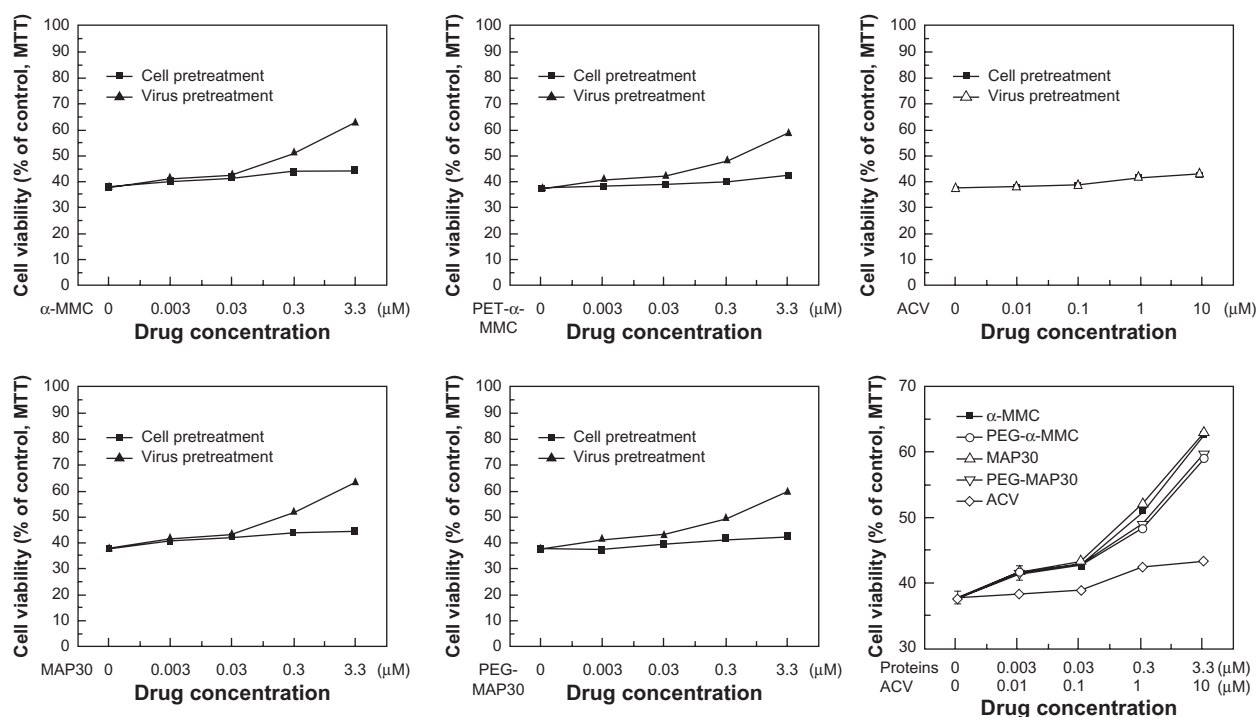 Cell viability (% of control, MTT)
100
90
80
70
60
50
40
30
20
10
0
Cell pretreatment
Virus pretreatment
α-MMC 0 0.003 0.03 0.3 3.3 (μM)
Drug concentration
Cell viability (% of control, MTT)
100
90
80
70
60
50
40
30
20
10
0
Cell pretreatment
Virus pretreatment
PET-α-
MMC
0 0.003 0.03 0.3 3.3 (μM)
Drug concentration
Cell viability (% of control, MTT)
100
90
80
70
60
50
40
30
20
10
0
Cell pretreatment
Virus pretreatment
ACV 0 0.01 0.1 1 10 (μM)
Drug concentration
Cell viability (% of control, MTT)
100
90
80
70
60
50
40
30
20
10
0
Cell pretreatment
Virus pretreatment
MAP30 0 0.003 0.03 0.3 3.3 (μM)
Drug concentration
Cell viability (% of control, MTT)
100
90
80
70
60
50
40
30
20
10
0
Cell pretreatment
Virus pretreatment
PEG-
MAP30
0 0.003 0.03 0.3 3.3 (μM)
Drug concentration
Cell viability (% of control, MTT)
70
60
50
40
30
α-MMC
PEG-α-MMC
MAP30
PEG-MAP30
ACV
Proteins 0 0.003 0.03 0.3 3.3 (μM)
ACV 0 0.01 0.1 1 10 (μM)
Drug concentration